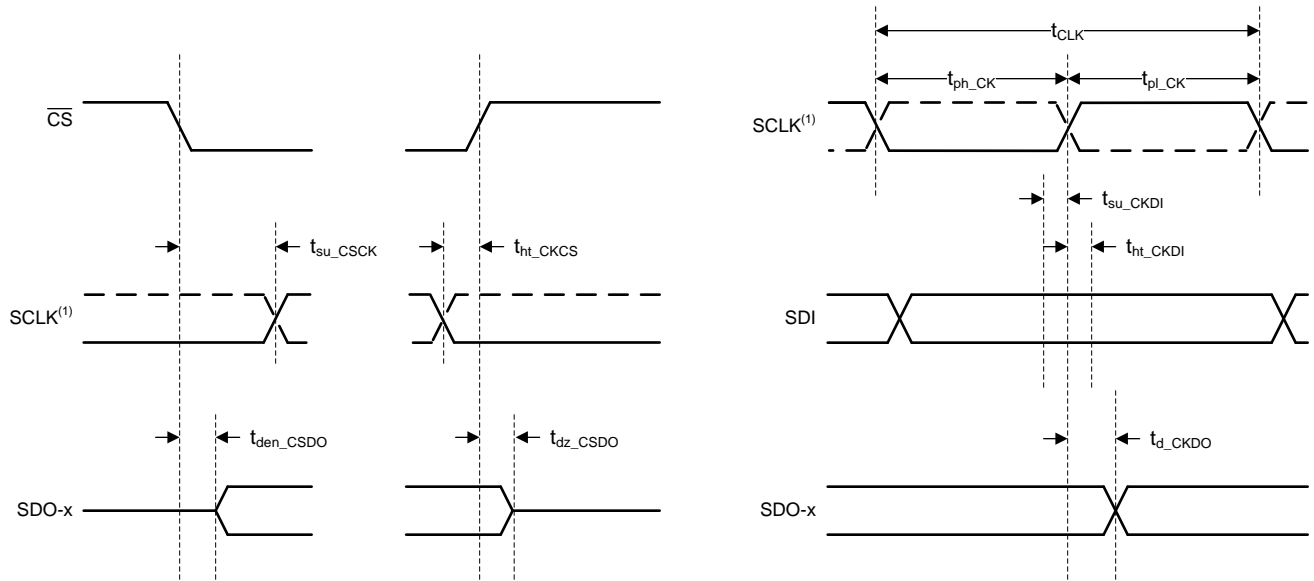 CS
SCLK(1)
SDO-x
tsu_CSCK
tht_CKCS
tden_CSDO
tdz_CSDO
tCLK
tph_CK
tpl_CK
SCLK(1)
tsu_CKDI
tht_CKDI
SDI
td_CKDO
SDO-x